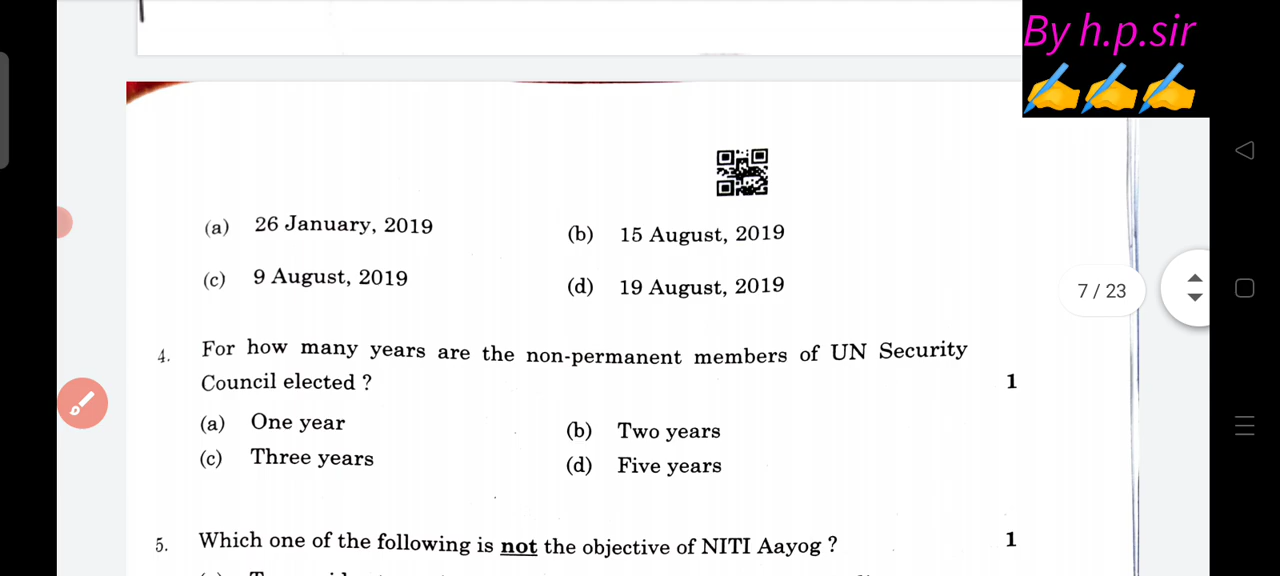 By h.p.sir
(a) 26 January, 2019 (b) 15 August, 2019
(c) 9 August, 2019 (d) 19 August, 2019
7 / 23
4. For how many years are the non-permanent members of UN Security
Council elected ? 1
(a) One year (b) Two years
(c) Three years (d) Five years
5. Which one of the following is not the objective of NITI Aayog ? 1